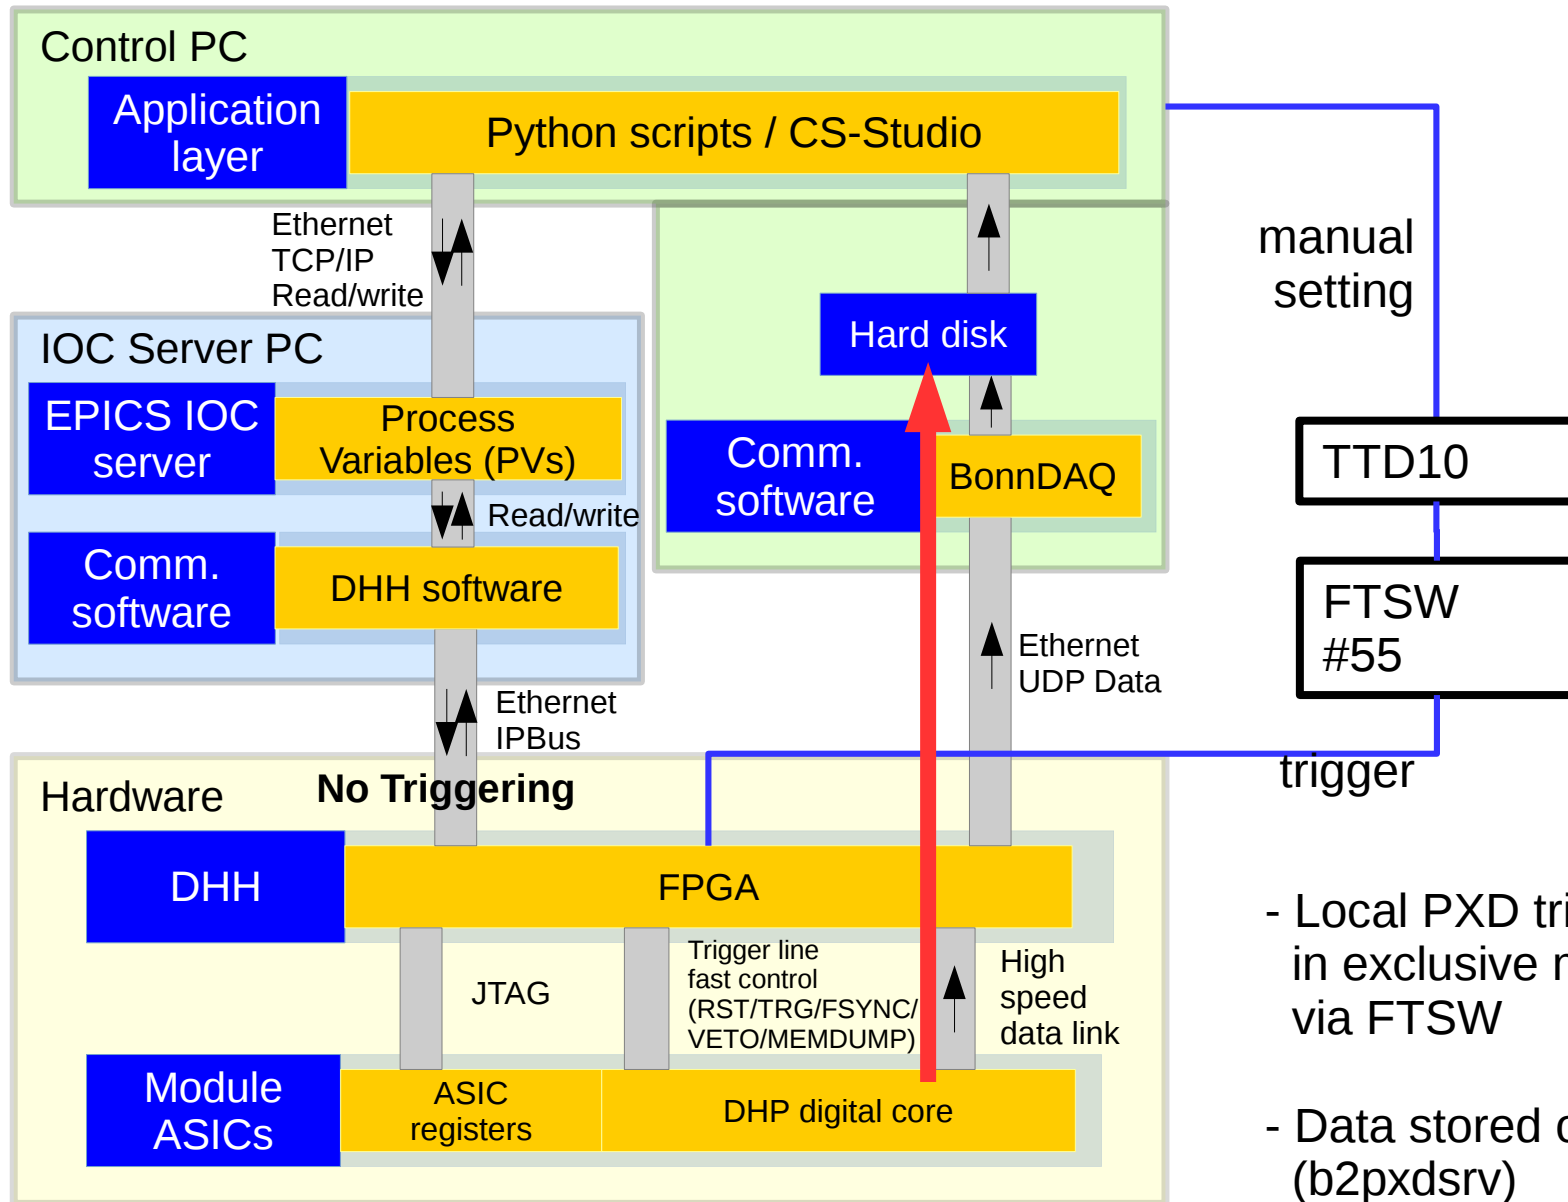 Control PC
Application
layer
Python scripts / CS-Studio
Ethernet
TCP/IP
Read/write
manual
setting
Hard disk
IOC Server PC
EPICS IOC
server
Process
Variables (PVs)
Comm.
software
BonnDAQ
TTD10
Read/write
Comm.
software
DHH software
FTSW
#55
Ethernet
UDP Data
Ethernet
IPBus
trigger
Hardware
No Triggering
DHH
FPGA
JTAG
Trigger line
fast control
(RST/TRG/FSYNC/
VETO/MEMDUMP)
High
speed
data link
Module
ASICs
ASIC
registers
DHP digital core
- Local PXD
in exclusive
via FTSW
- Data stored
(b2pxdsrv)